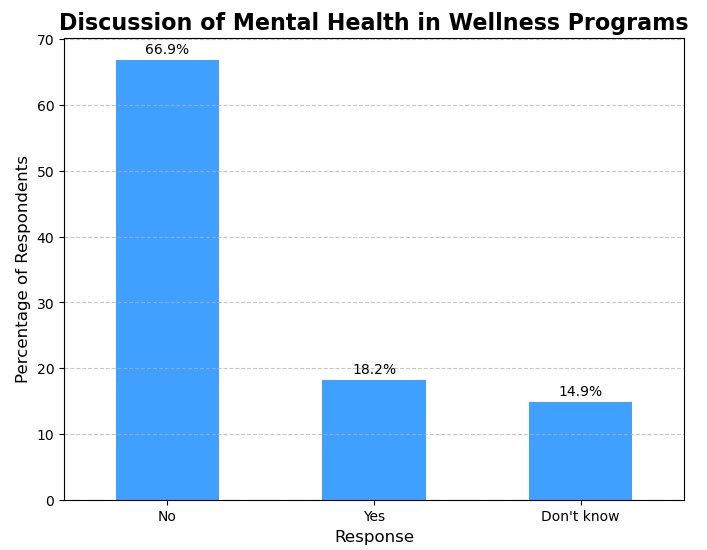 Discussion of Mental Health in Wellness Programs
Percentage of Respondents
70
60
50
40
30
20
10
0
66.9%
18.2%
14.9%
No
Yes
Don't know
Response